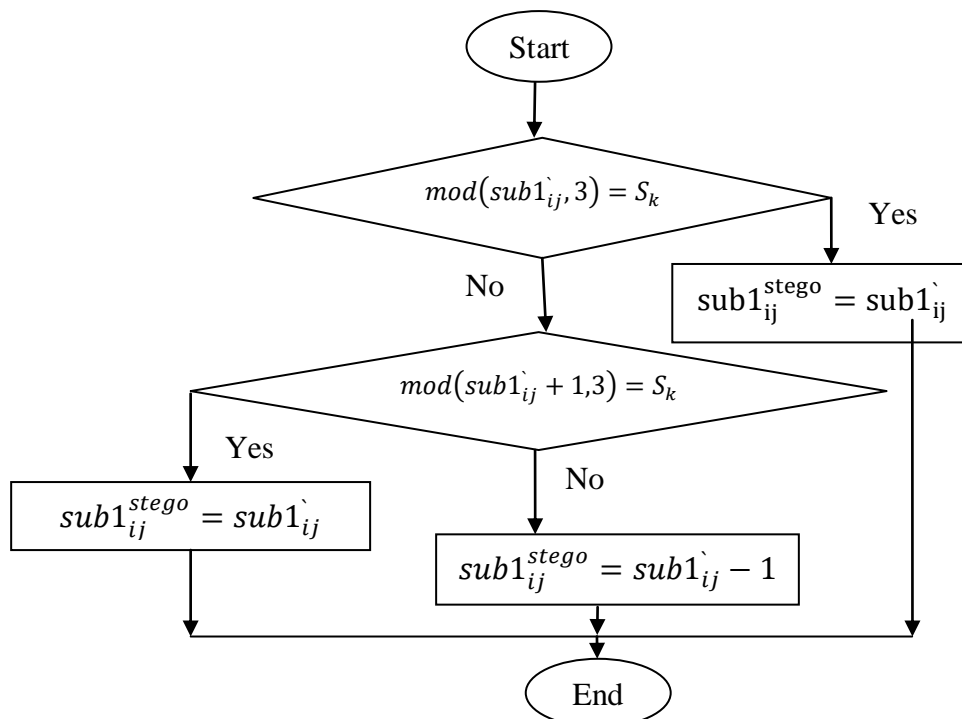 Start
mod(sub1`ij, 3) = Sk
Yes
No
sub1ij^stego = sub1`ij
mod(sub1`ij + 1,3) = Sk
Yes
No
sub1ij^stego = sub1`ij
sub1ij^stego = sub1`ij − 1
End